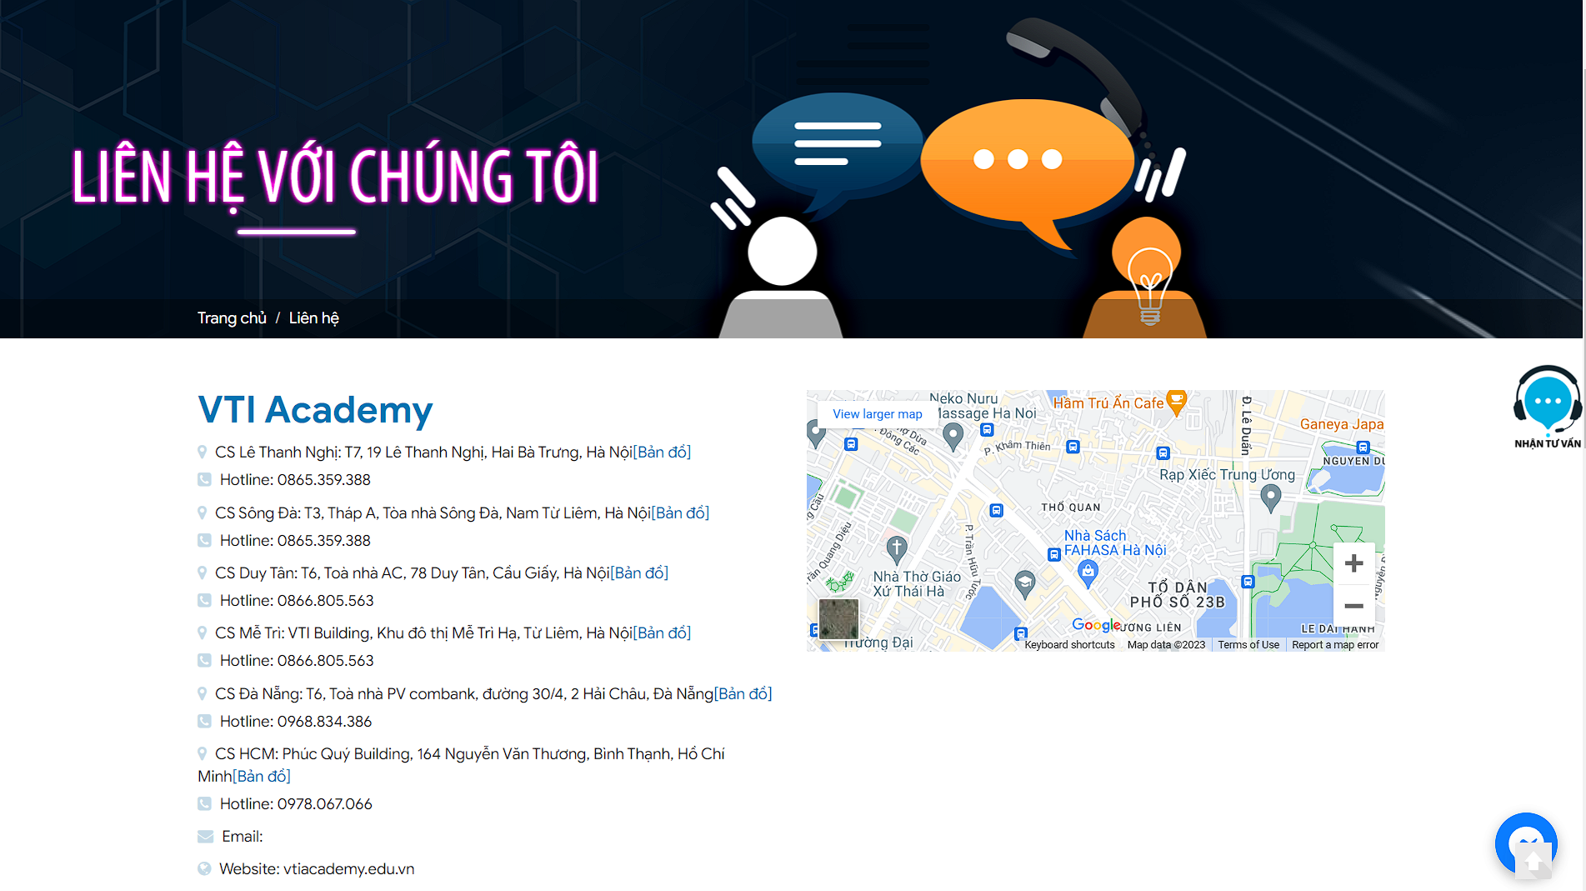 LIÊN HỆ VỚI CHÚNG TÔI
Trang chủ / Liên hệ
VTI Academy
CS Lê Thanh Nghị: T7, 19 Lê Thanh Nghị, Hai Bà Trưng, Hà Nội[Bản đồ]
Hotline: 0865.359.388
CS Sông Đà: T3, Tháp A, Tòa nhà Sông Đà, Nam Từ Liêm, Hà Nội[Bản đồ]
Hotline: 0865.359.388
CS Duy Tân: T6, Toà nhà AC, 78 Duy Tân, Cầu Giấy, Hà Nội[Bản đồ]
Hotline: 0866.805.563
CS Mễ Trì: VTI Building, Khu đô thị Mễ Trì Hạ, Từ Liêm, Hà Nội[Bản đồ]
Hotline: 0866.805.563
CS Đà Nẵng: T6, Toà nhà PV combank, đường 30/4, 2 Hải Châu, Đà Nẵng[Bản đồ]
Hotline: 0968.834.386
CS HCM: Phúc Quý Building, 164 Nguyễn Văn Thương, Bình Thạnh, Hồ Chí
Minh[Bản đồ]
Hotline: 0978.067.066
Email:
Website: vtiacademy.edu.vn
View larger map
Neko Nuru
Massage Ha Noi
Hầm Trú Ẩn Cafe
Đ. Lê Duẩn
Ganeya Japa
P. Khâm Thiên
NGUYEN DU
Rạp Xiếc Trung Ương
THỔ QUAN
Nhà Sách
FAHASA Hà Nội
P. Trần Hữu Tước
Trần Quang Diệu
Nhà Thờ Giáo
Xứ Thái Hà
TỔ DÂN
PHỐ SỐ 23B
Google
ƯƠNG LIÊN
LE DAI HANH
Trường Đại
Keyboard shortcuts
Map data ©2023
Terms of Use
Report a map error
NHẬN TƯ VẤN